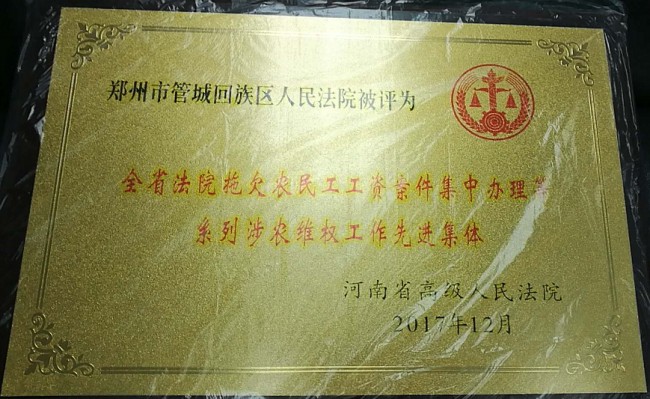 郑州市管城回族区人民法院被评为
全省法院拖欠农民工工资案件集中办理等
系列涉农维权工作先进集体
河南省高级人民法院
2017年12月